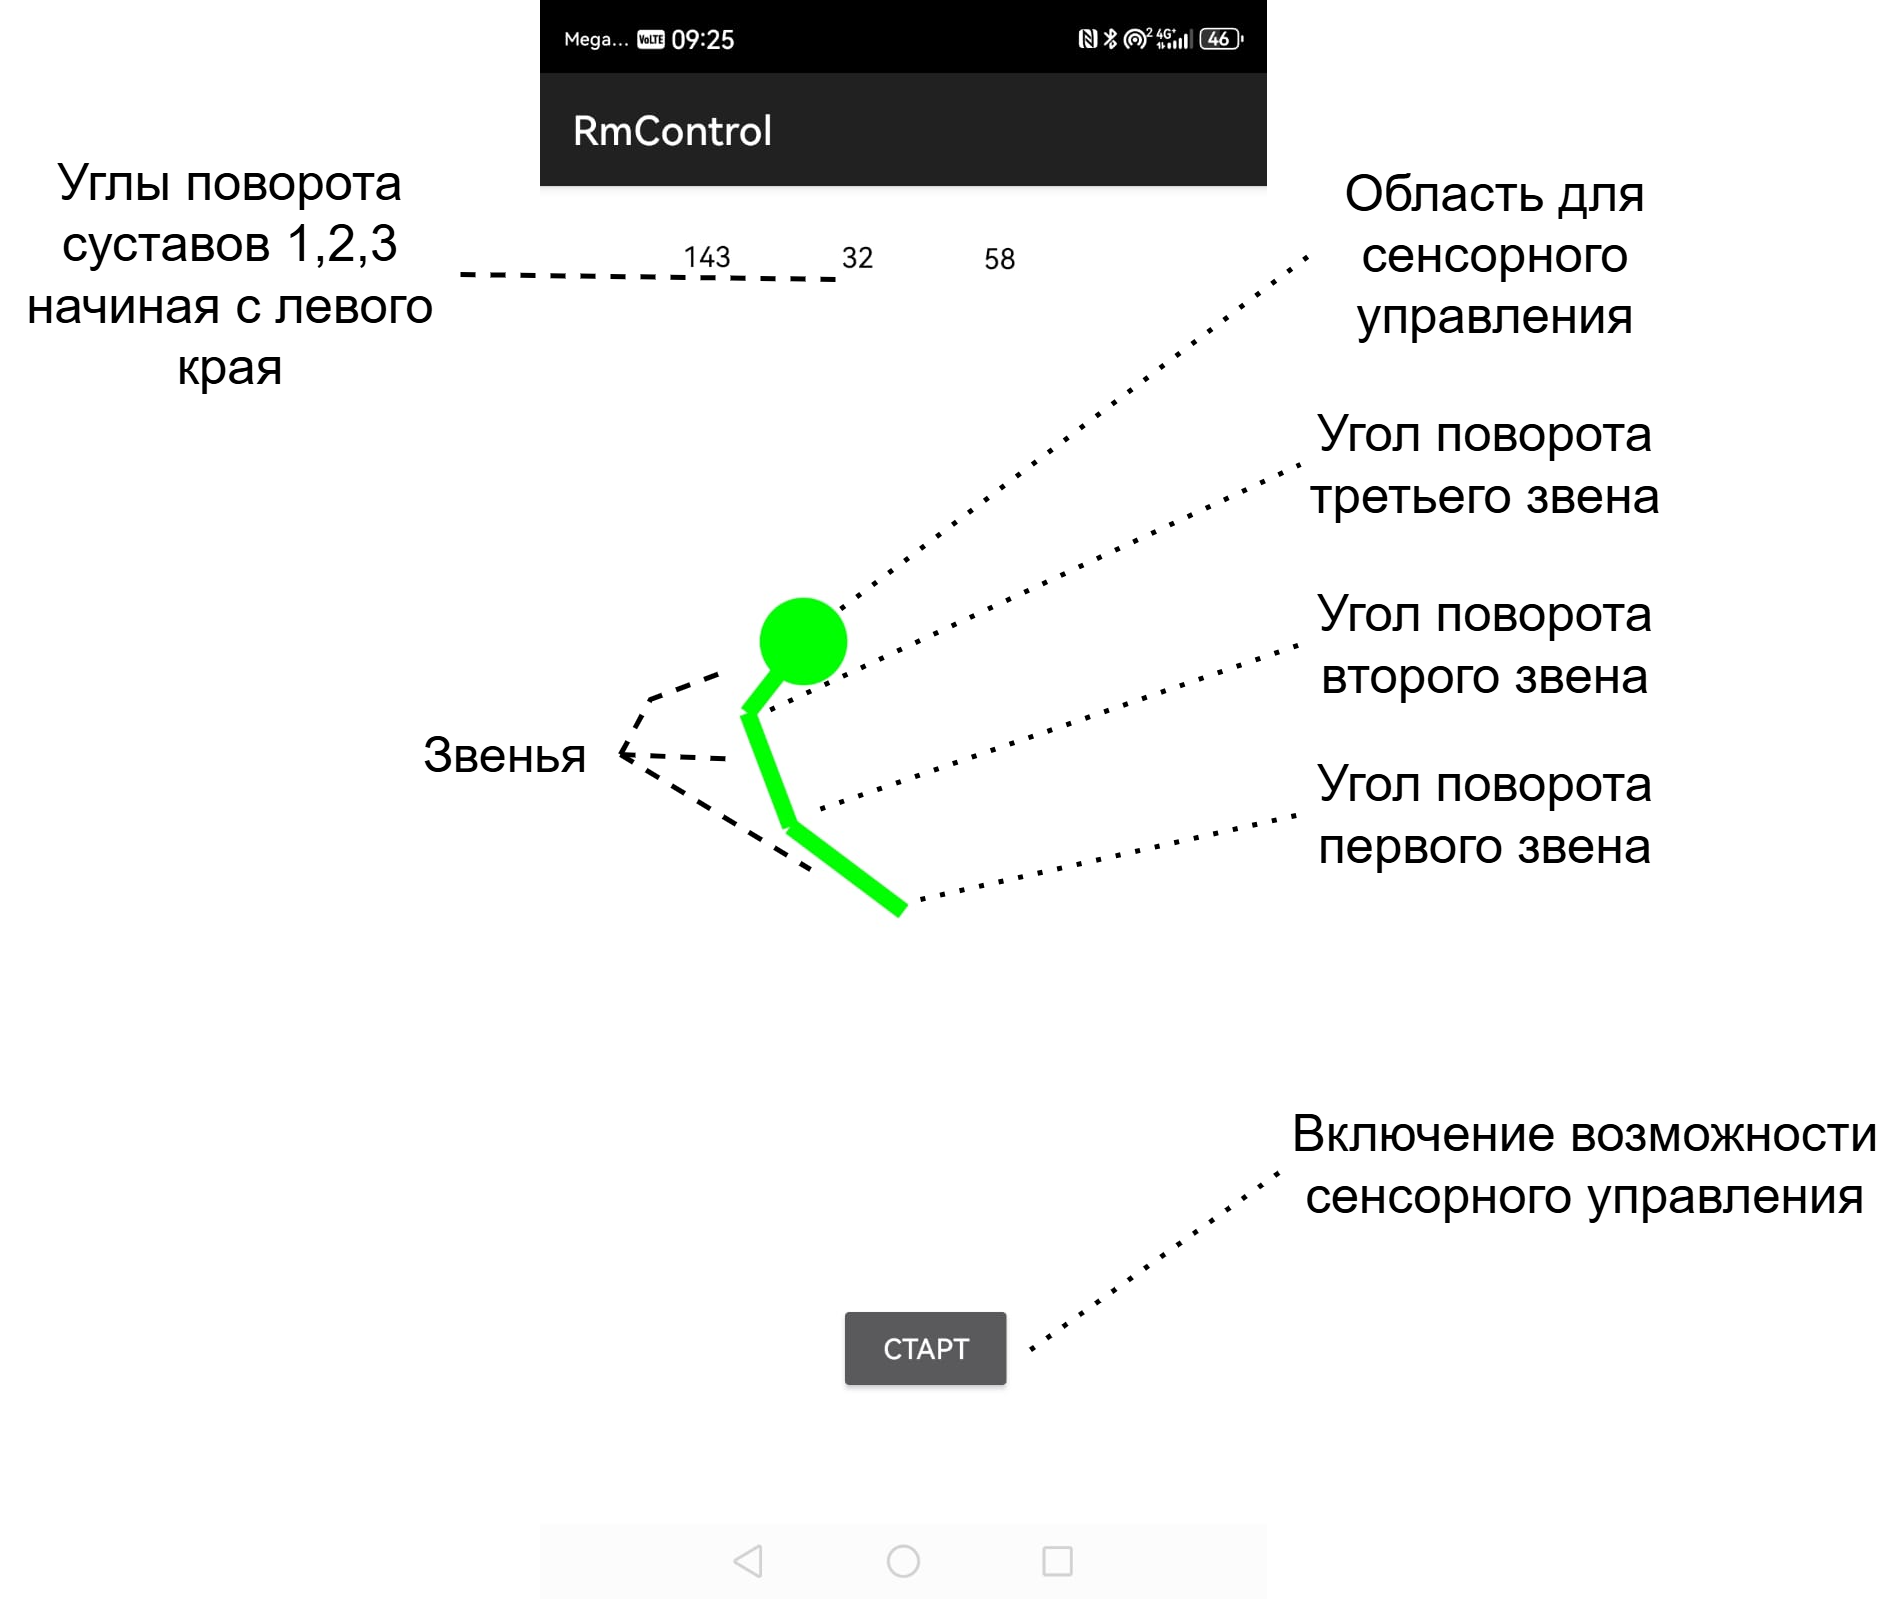 Mega... VoLTE 09:25
2 4G+ 46
RmControl
Углы поворота
суставов 1,2,3
начиная с левого
края
143 32 58
Область для
сенсорного
управления
Угол поворота
третьего звена
Угол поворота
второго звена
Звенья
Угол поворота
первого звена
Включение возможности
сенсорного управления
СТАРТ